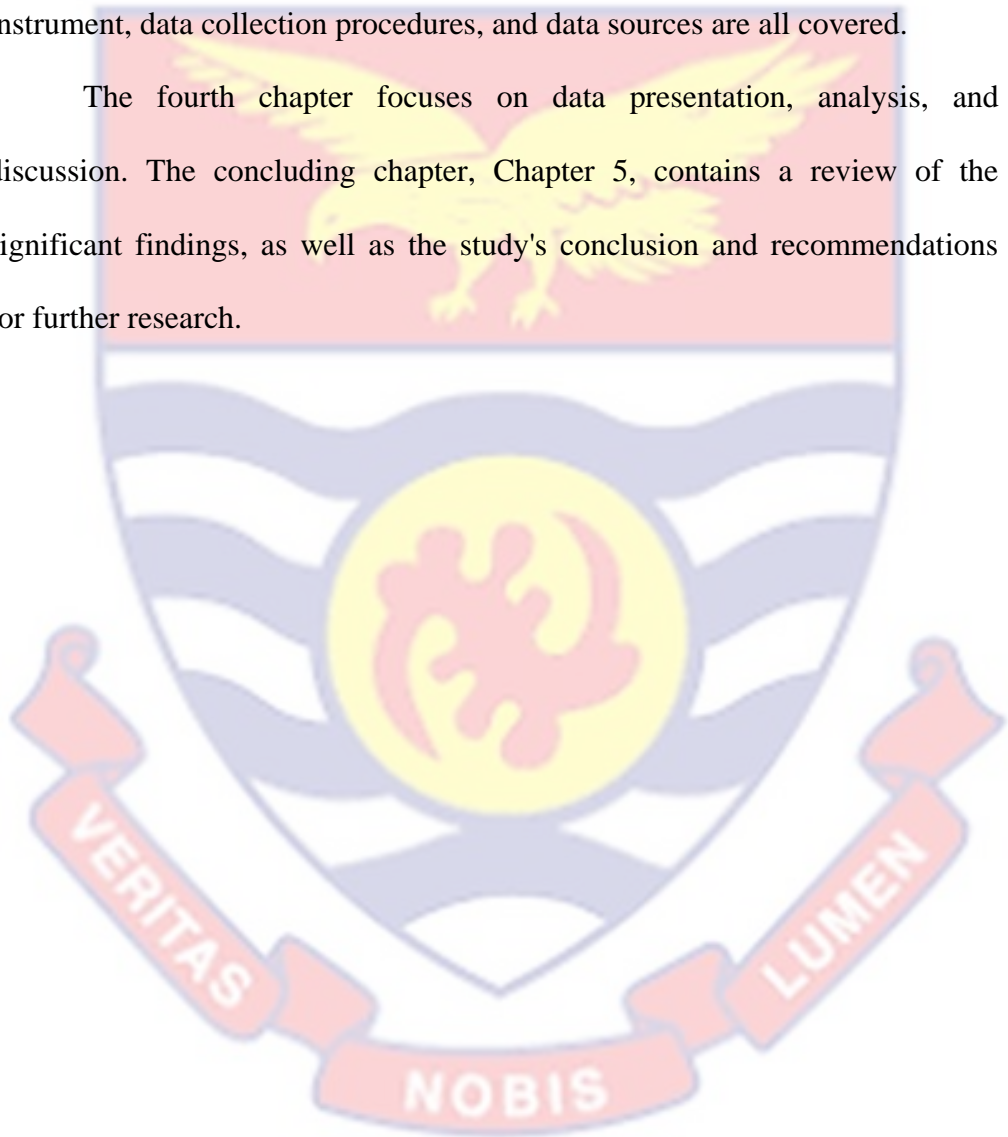 nstrument, data collection procedures, and data sources are all covered.
The fourth chapter focuses on data presentation, analysis, and
discussion. The concluding chapter, Chapter 5, contains a review of the
significant findings, as well as the study's conclusion and recommendations
or further research.
VERITAS
NOBIS
LUMEN